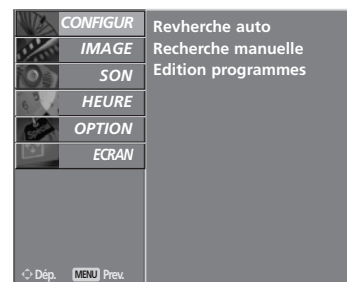 CONFIGUR
IMAGE
SON
HEURE
OPTION
ECRAN
Revherche auto
Recherche manuelle
Edition programmes
Dép. MENU Prev.